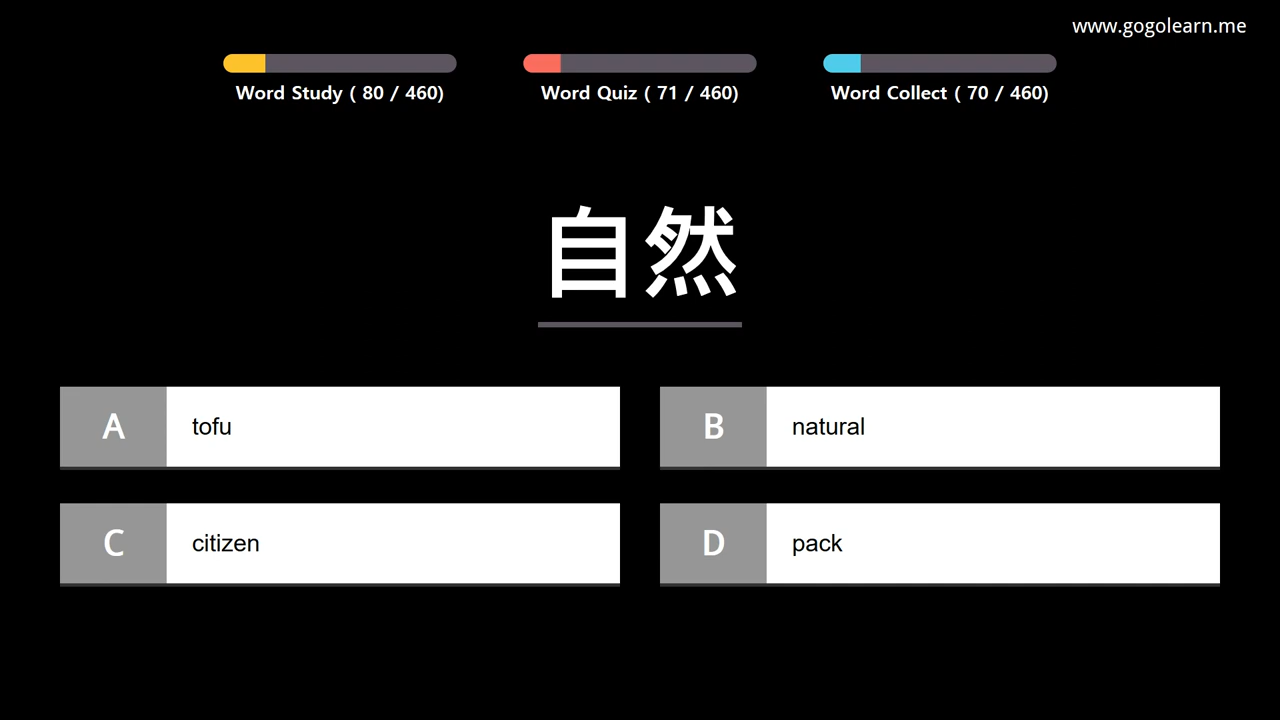 www.gogolearn.me
Word Study ( 80 / 460)
Word Quiz ( 71 / 460)
Word Collect ( 70 / 460)
自然
A tofu
B natural
C citizen
D pack